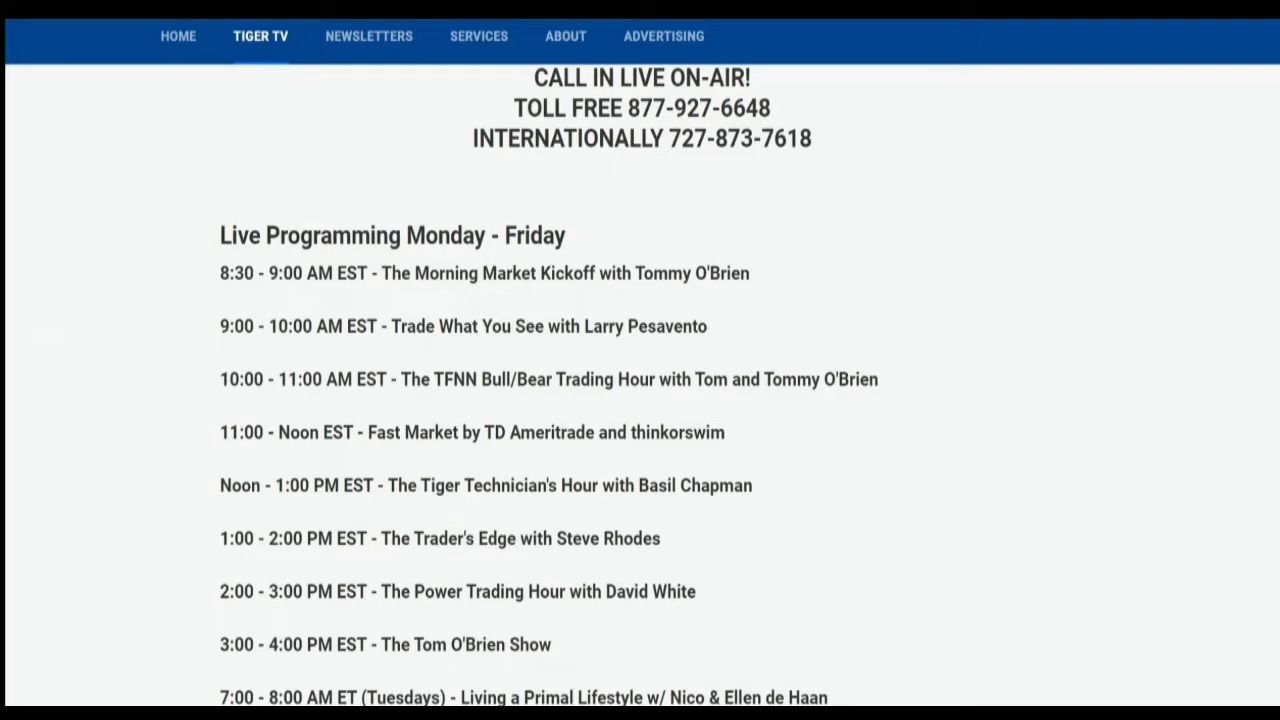 HOME TIGER TV NEWSLETTERS SERVICES ABOUT ADVERTISING
CALL IN LIVE ON-AIR!
TOLL FREE 877-927-6648
INTERNATIONALLY 727-873-7618
Live Programming Monday - Friday
8:30 - 9:00 AM EST - The Morning Market Kickoff with Tommy O'Brien
9:00 - 10:00 AM EST - Trade What You See with Larry Pesavento
10:00 - 11:00 AM EST - The TFNN Bull/Bear Trading Hour with Tom and Tommy O'Brien
11:00 - Noon EST - Fast Market by TD Ameritrade and thinkorswim
Noon - 1:00 PM EST - The Tiger Technician's Hour with Basil Chapman
1:00 - 2:00 PM EST - The Trader's Edge with Steve Rhodes
2:00 - 3:00 PM EST - The Power Trading Hour with David White
3:00 - 4:00 PM EST - The Tom O'Brien Show
7:00 - 8:00 AM ET (Tuesdays) - Living a Primal Lifestyle w/ Nico & Ellen de Haan